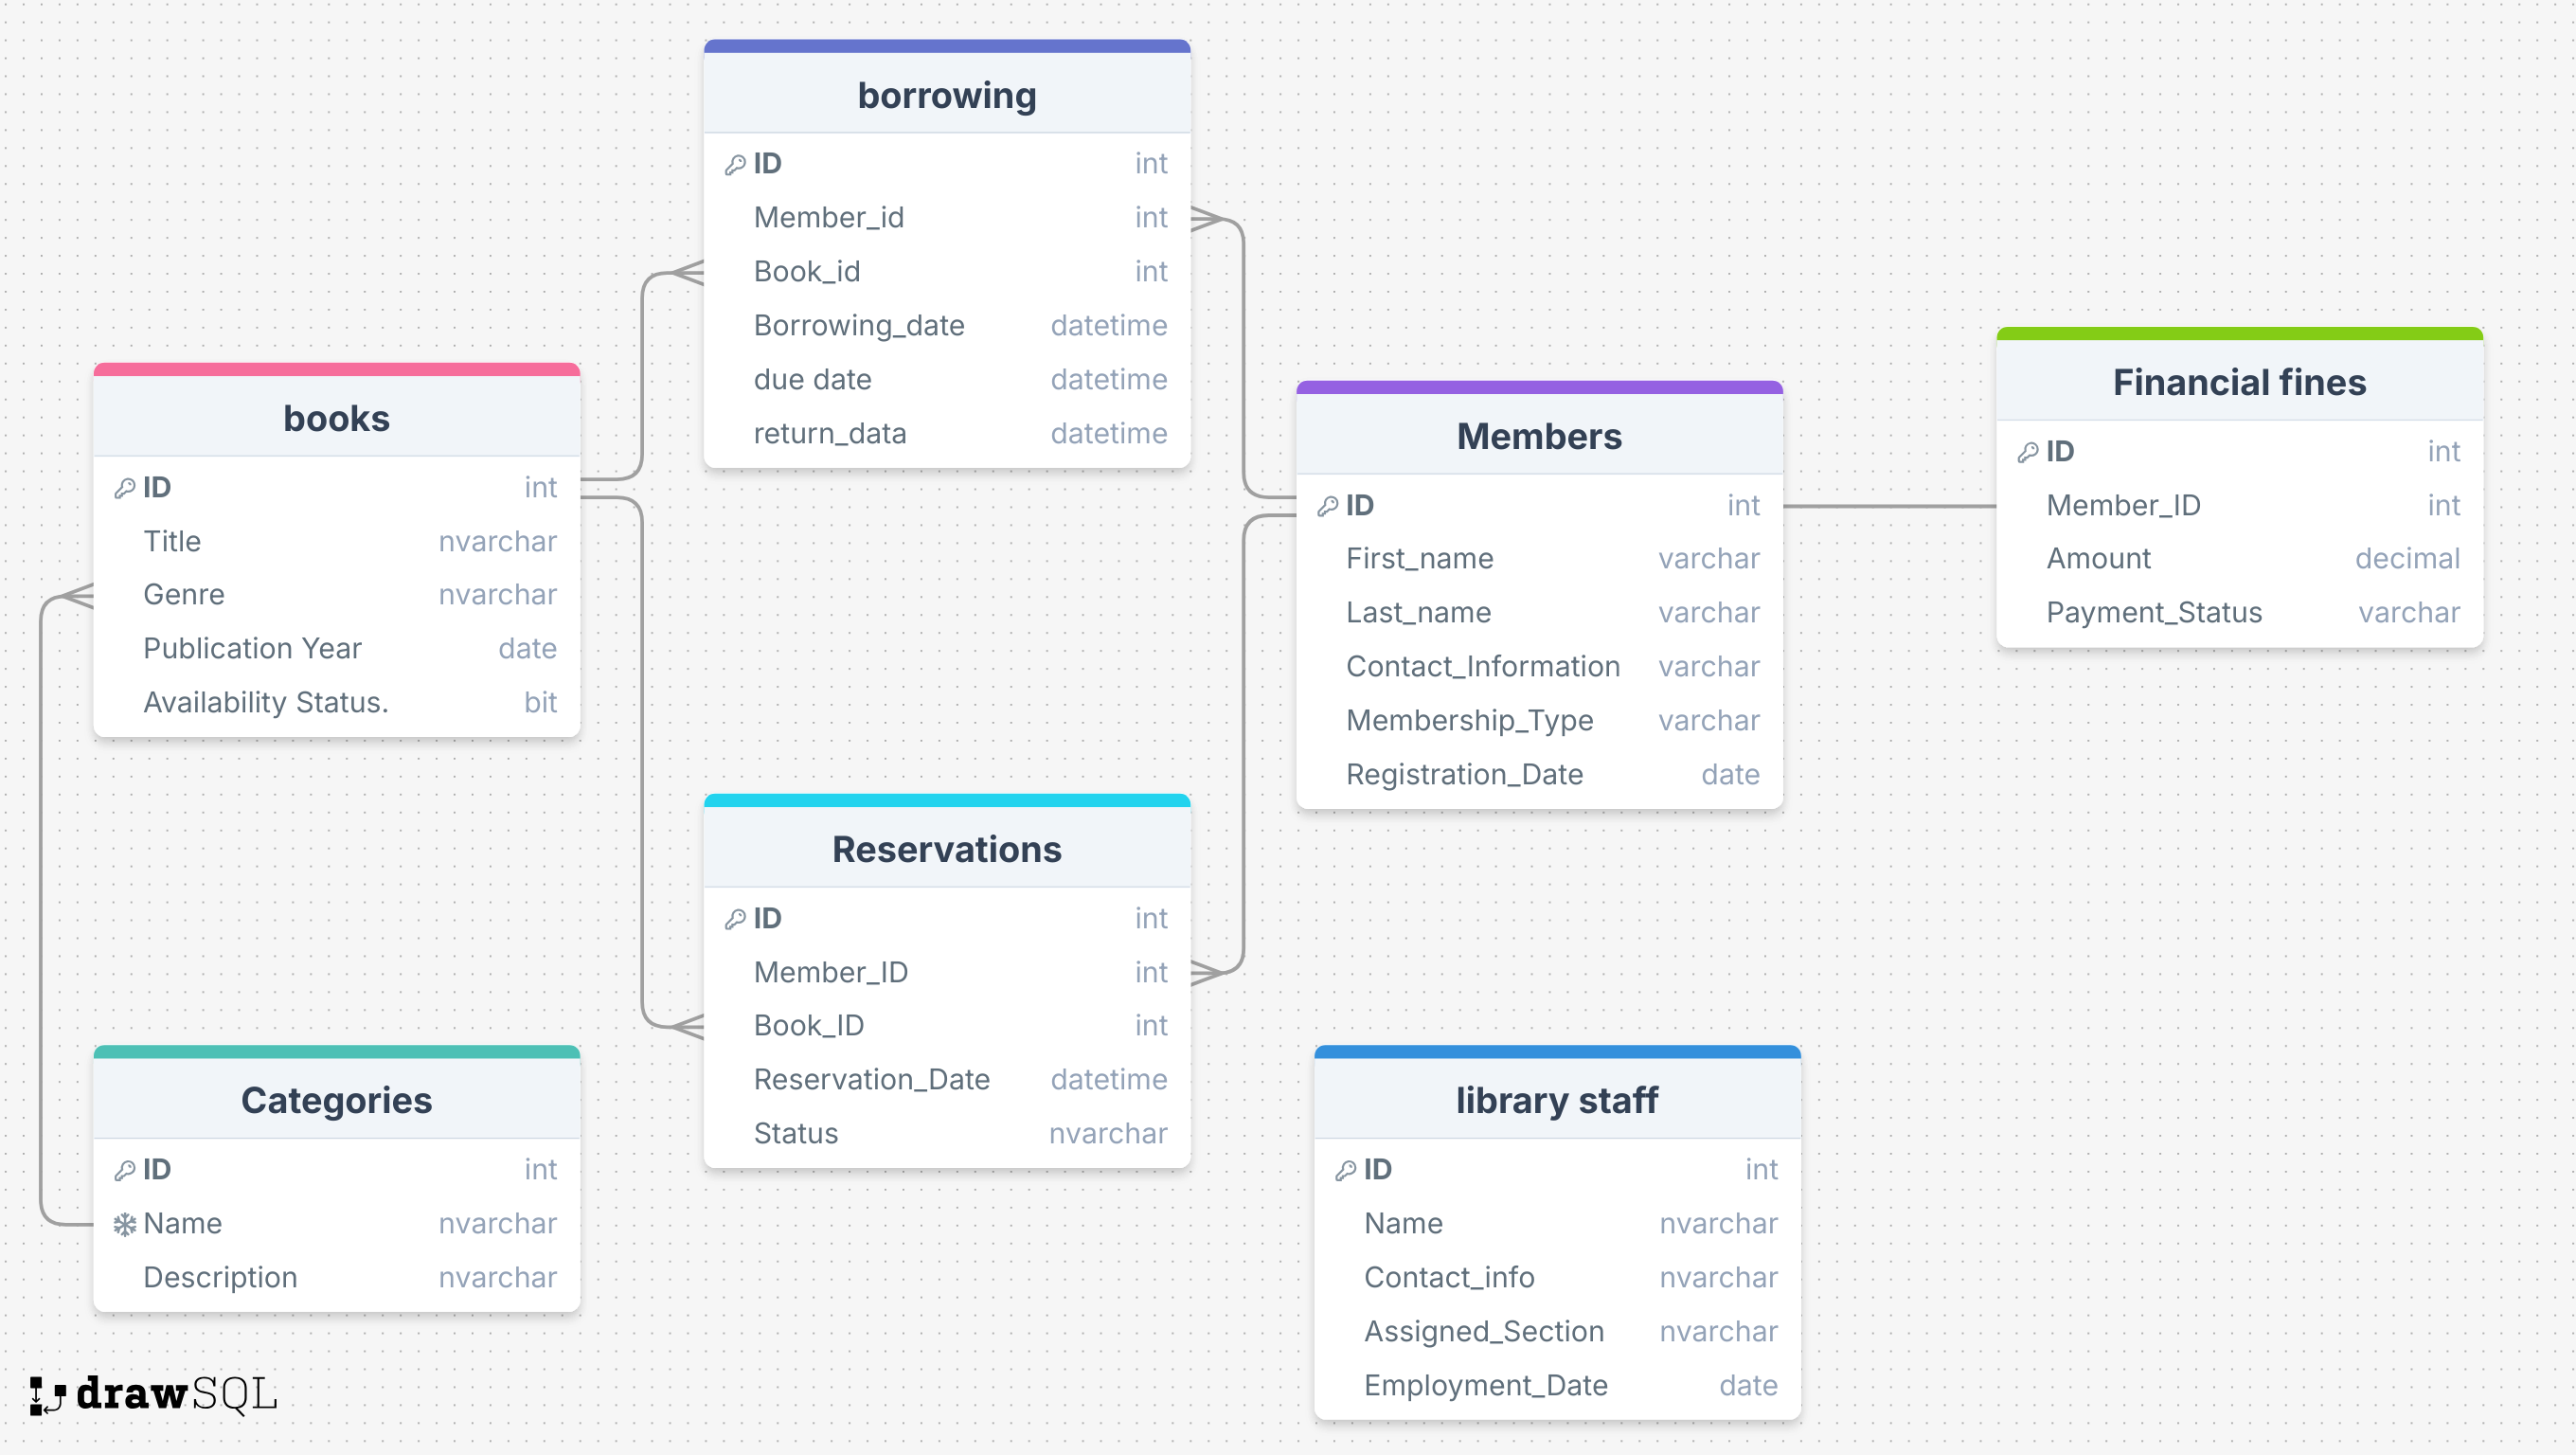 borrowing
ID int
Member_id int
Book_id int
Borrowing_date datetime
due date datetime
return_data datetime
books
ID int
Title nvarchar
Genre nvarchar
Publication Year date
Availability Status. bit
Members
ID int
First_name varchar
Last_name varchar
Contact_Information varchar
Membership_Type varchar
Registration_Date date
Financial fines
ID int
Member_ID int
Amount decimal
Payment_Status varchar
Reservations
ID int
Member_ID int
Book_ID int
Reservation_Date datetime
Status nvarchar
Categories
ID int
Name nvarchar
Description nvarchar
library staff
ID int
Name nvarchar
Contact_info nvarchar
Assigned_Section nvarchar
Employment_Date date
drawSQL